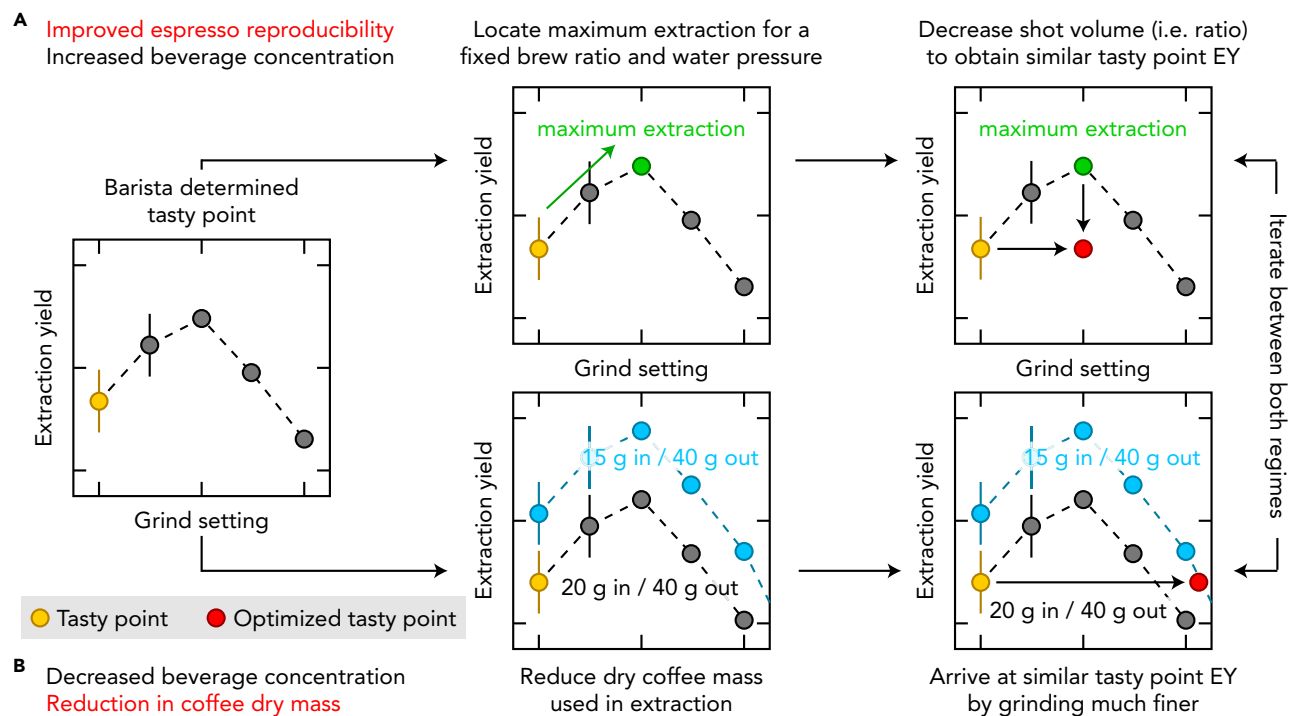 A
Improved espresso reproducibility
Increased beverage concentration
Locate maximum extraction for a
fixed brew ratio and water pressure
Decrease shot volume (i.e. ratio)
to obtain similar tasty point EY
Barista determined
tasty point
Extraction yield
Grind setting
maximum extraction
Extraction yield
Grind setting
maximum extraction
Extraction yield
Grind setting
Iterate between both regimes
15 g in / 40 g out
20 g in / 40 g out
Extraction yield
15 g in / 40 g out
20 g in / 40 g out
Extraction yield
Tasty point
Optimized tasty point
B
Decreased beverage concentration
Reduction in coffee dry mass
Reduce dry coffee mass
used in extraction
Arrive at similar tasty point EY
by grinding much finer